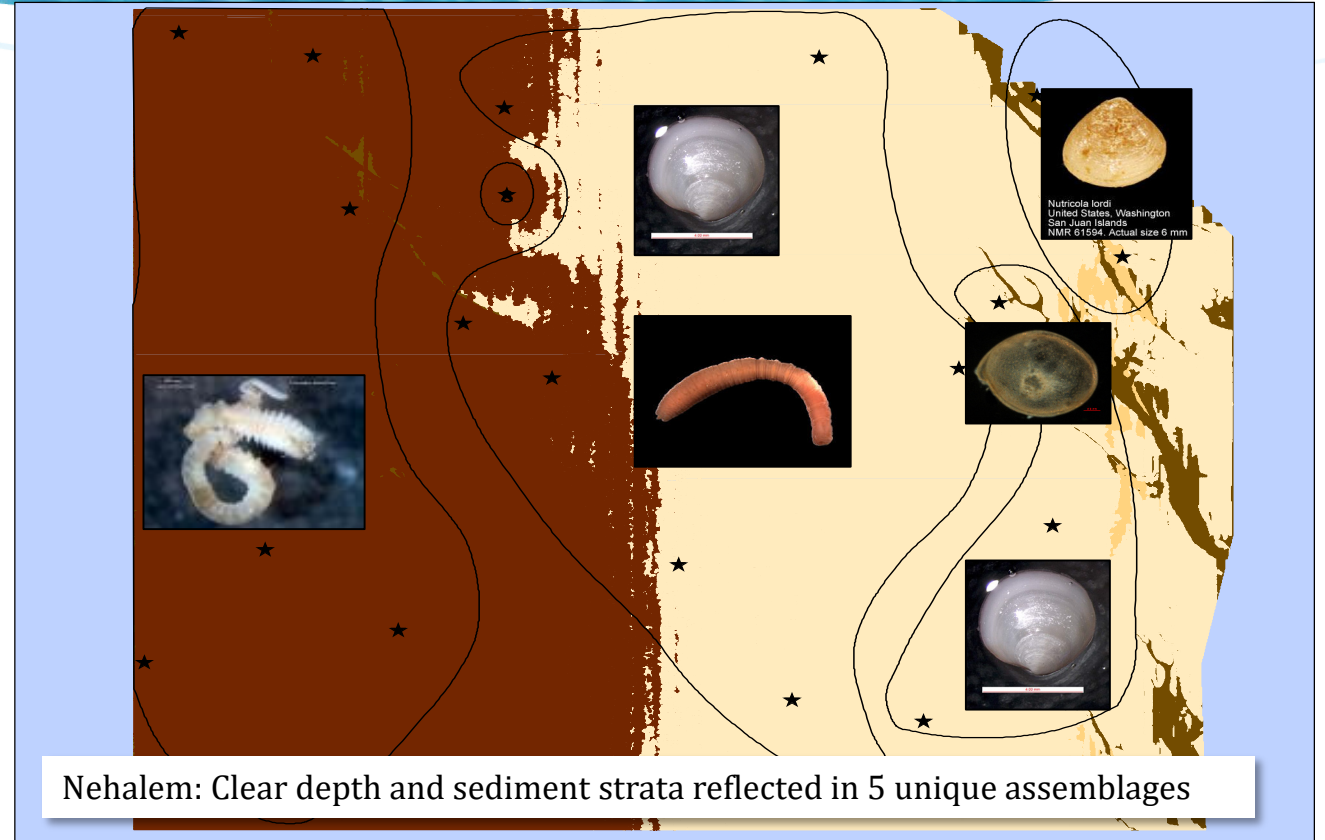 Nutricola lordi
United States, Washington
San Juan Islands
NMR 61594. Actual size 6 mm
Nehalem: Clear depth and sediment strata reflected in 5 unique assemblages